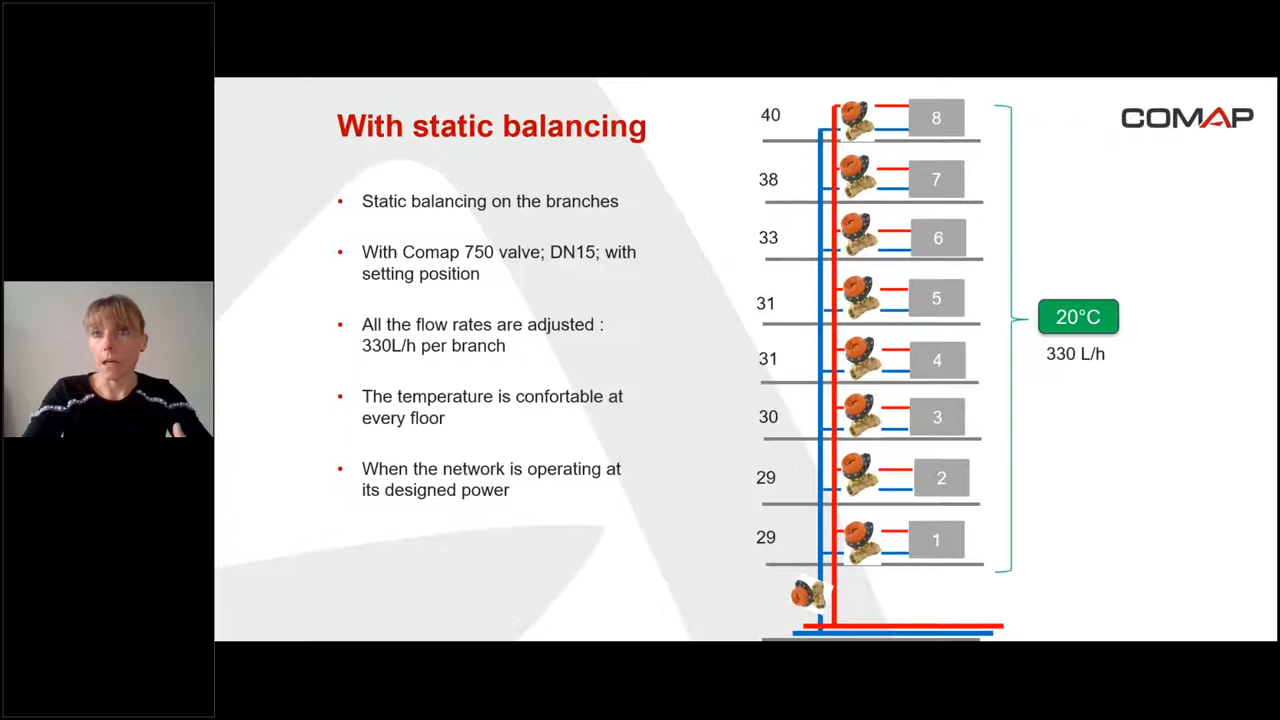 With static balancing
• Static balancing on the branches
• With Comap 750 valve; DN15; with
setting position
• All the flow rates are adjusted :
330L/h per branch
• The temperature is confortable at
every floor
• When the network is operating at
its designed power
COMAP
40 8
38 7
33 6
31 5
31 4
30 3
29 2
29 1
20°C
330 L/h